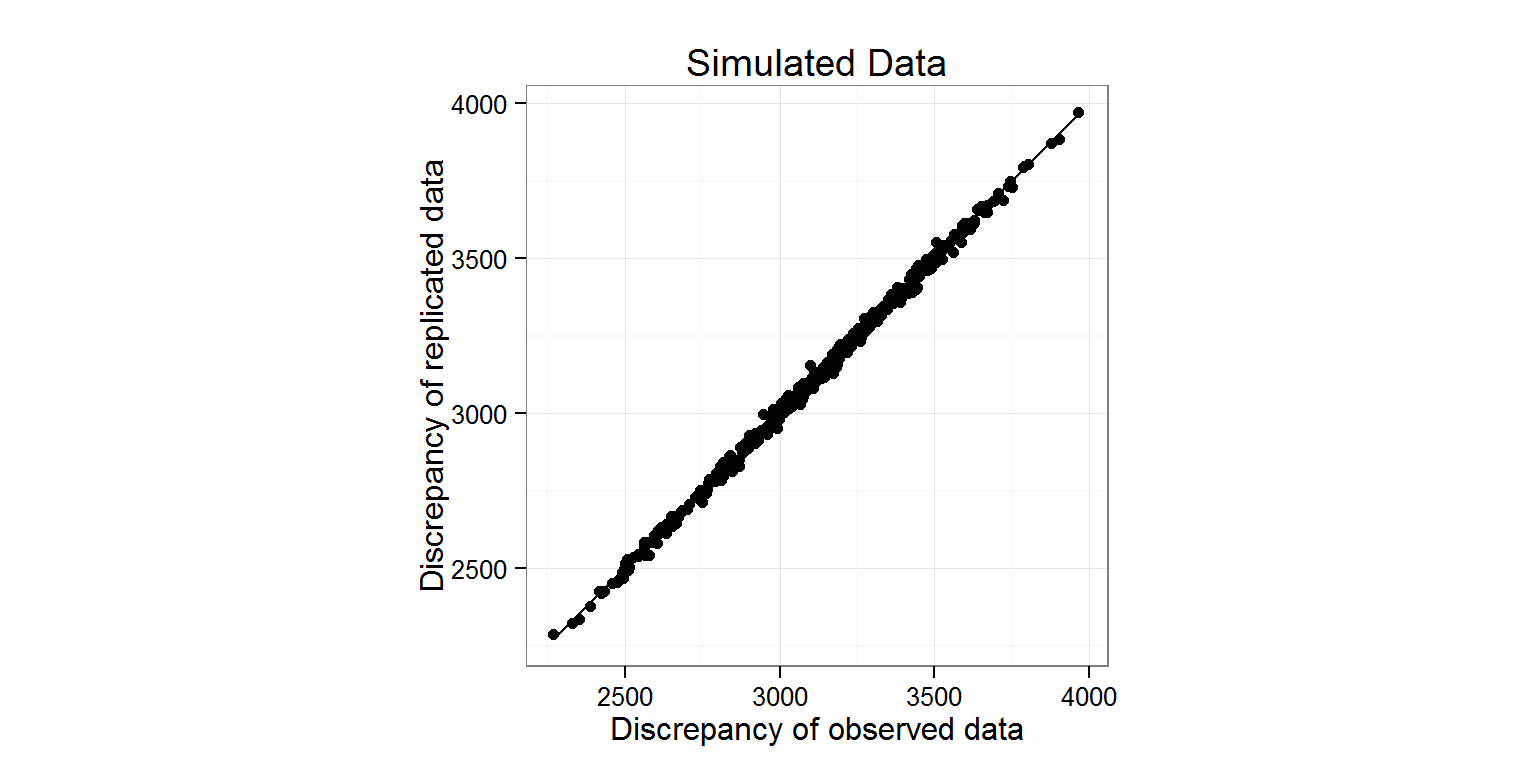 Simulated Data
Discrepancy of replicated data
4000
3500
3000
2500
2500 3000 3500 4000
Discrepancy of observed data